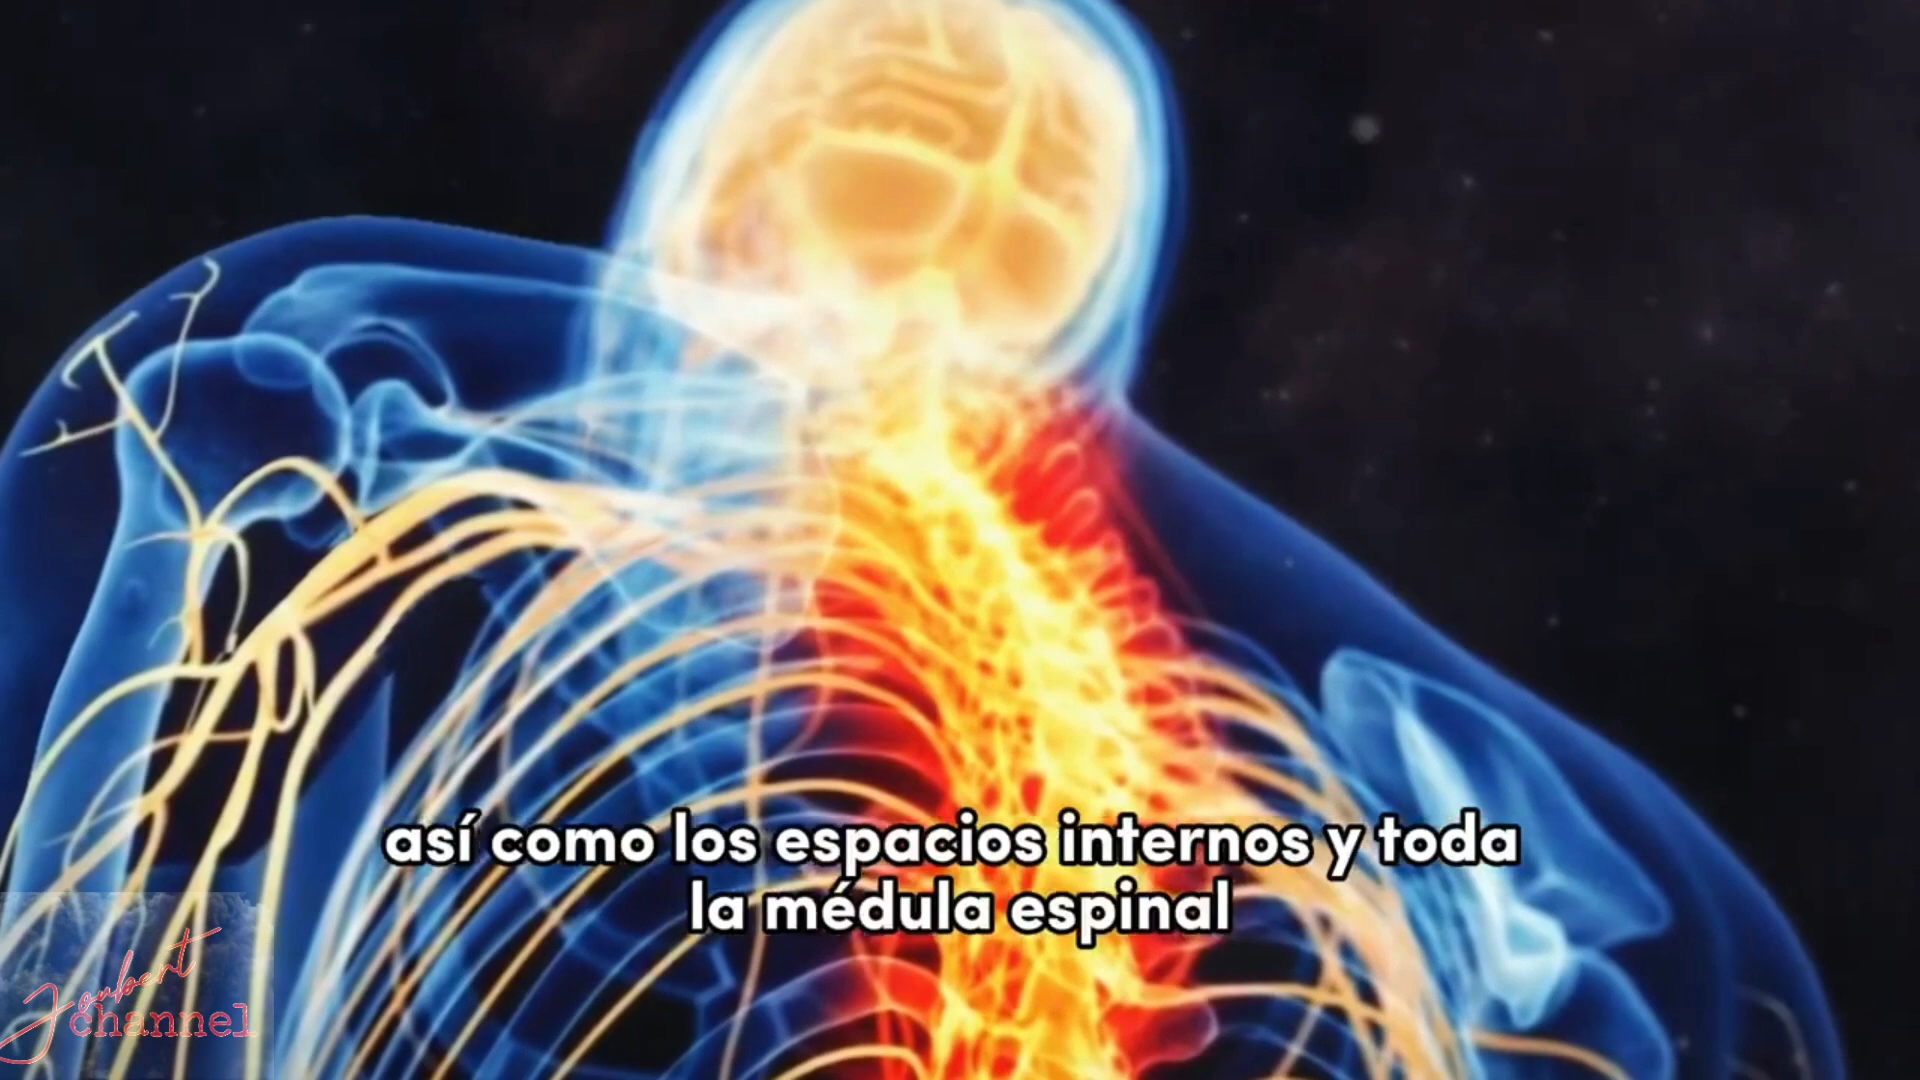 así como los espacios internos y toda
la médula espinal
Joubert
channel